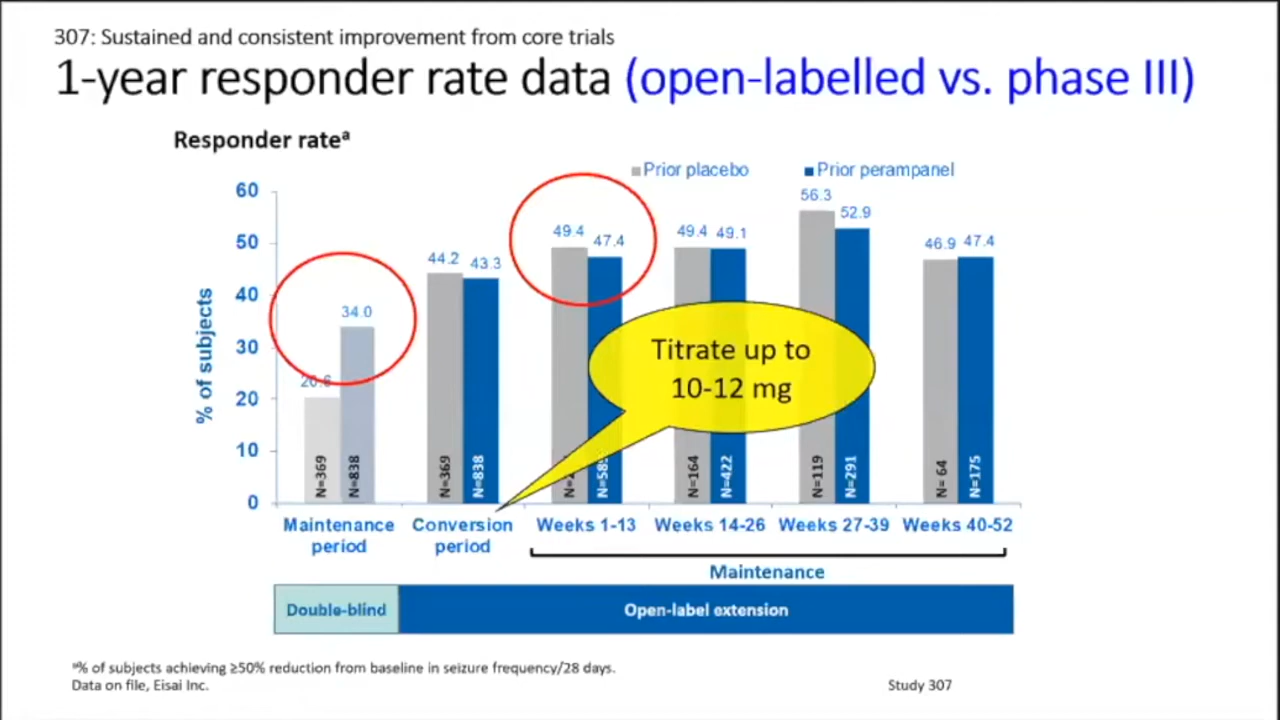 307: Sustained and consistent improvement from core trials
1-year responder rate data (open-labelled vs. phase III)
Responder rateᵃ
Prior placebo
Prior perampanel
% of subjects
60
50
40
30
20
10
0
34.0
44.2
43.3
49.4
47.4
49.4
49.1
56.3
52.9
46.9
47.4
N=369
N=838
N=369
N=838
N=164
N=422
N=119
N=291
N= 64
N=175
Titrate up to
10-12 mg
Maintenance
period
Conversion
period
Weeks 1-13
Weeks 14-26
Weeks 27-39
Weeks 40-52
Maintenance
Double-blind
Open-label extension
ᵃ% of subjects achieving ≥50% reduction from baseline in seizure frequency/28 days.
Data on file, Eisai Inc.
Study 307